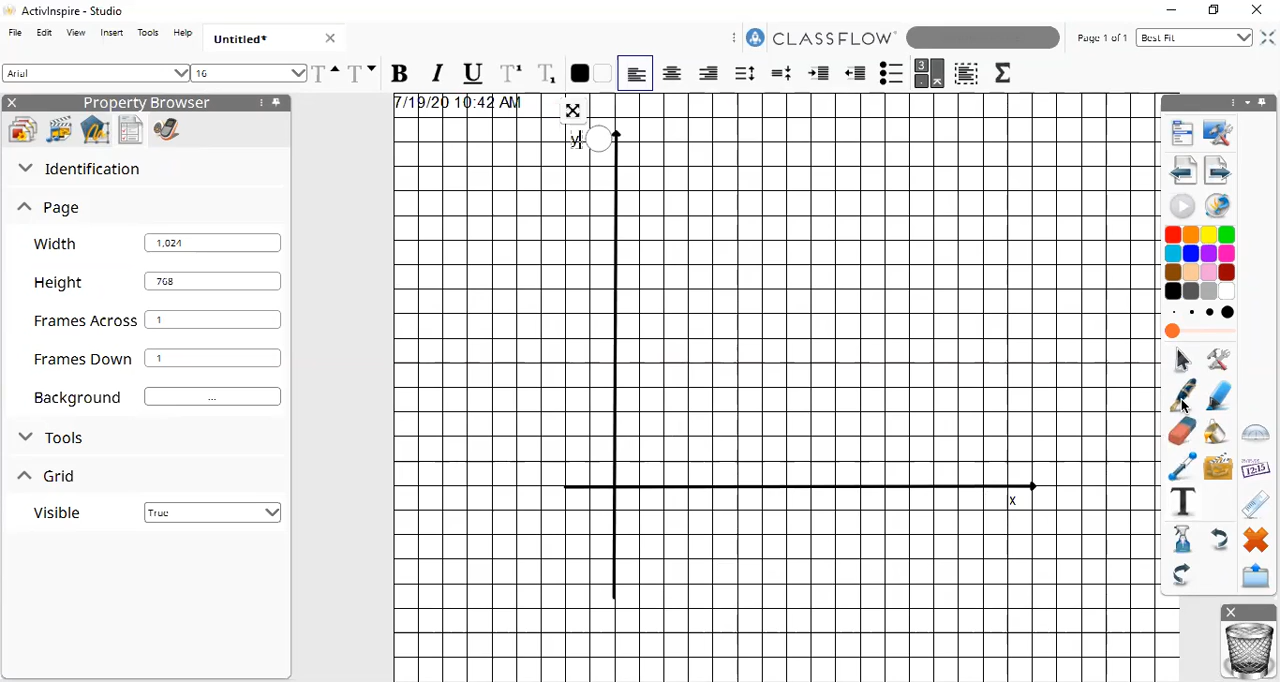 ActivInspire - Studio
File Edit View Insert Tools Help
Untitled*
CLASSFLOW
Page 1 of 1
Best Fit
Arial
16
B I U
Property Browser
Identification
Page
Width 1,024
Height 768
Frames Across 1
Frames Down 1
Background ...
Tools
Grid
Visible True
7/19/20 10:42 AM
y
x
12:15
T